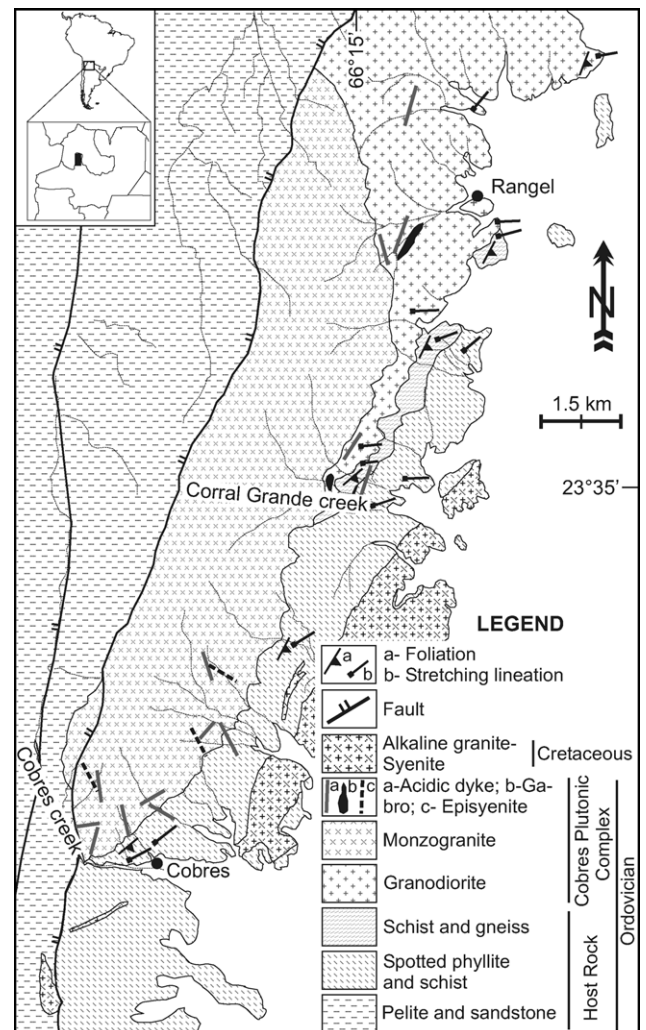 66°15'
Rangel
N
1.5 km
23°35'
Corral Grande creek
LEGEND
a
b
a- Foliation
b- Stretching lineation
Fault
Alkaline granite-
Syenite
Cretaceous
a b c
a-Acidic dyke; b-Ga-
bro; c- Episyenite
Monzogranite
Granodiorite
Cobres Plutonic
Complex
Schist and gneiss
Spotted phyllite
and schist
Pelite and sandstone
Host Rock
Ordovician
Cobres creek
Cobres